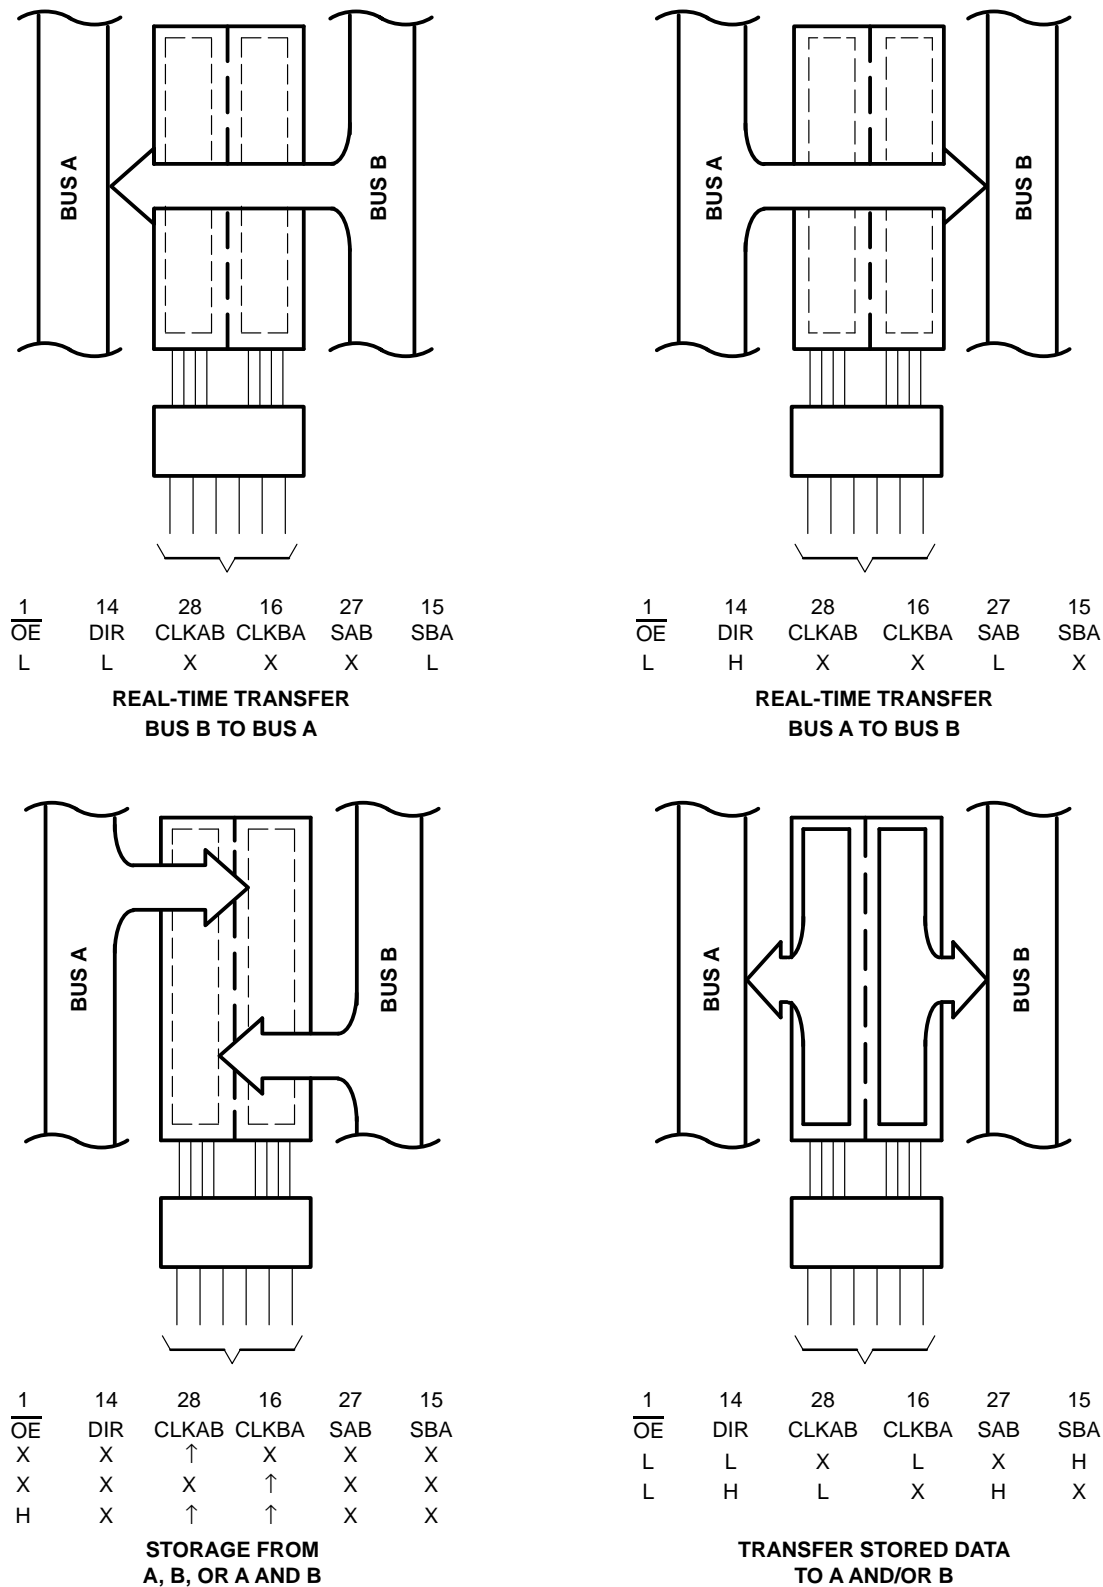 BUS A
BUS B
1 14 28 16 27 15
OE DIR CLKAB CLKBA SAB SBA
L L X X X L
REAL-TIME TRANSFER
BUS B TO BUS A
BUS A
BUS B
1 14 28 16 27 15
OE DIR CLKAB CLKBA SAB SBA
L H X X L X
REAL-TIME TRANSFER
BUS A TO BUS B
BUS A
BUS B
1 14 28 16 27 15
OE DIR CLKAB CLKBA SAB SBA
X X ↑ X X X
X X X ↑ X X
H X ↑ ↑ X X
STORAGE FROM
A, B, OR A AND B
BUS A
BUS B
1 14 28 16 27 15
OE DIR CLKAB CLKBA SAB SBA
L L X L X H
L H L X H X
TRANSFER STORED DATA
TO A AND/OR B